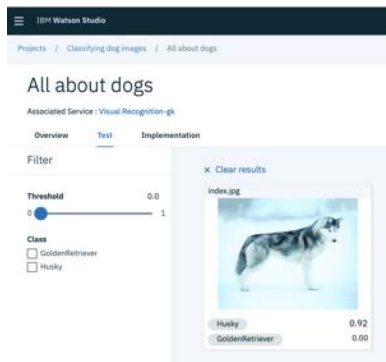 IBM Watson Studio
Projects / Classifying dog images / All about dogs
All about dogs
Associated Service : Visual Recognition-gk
Overview Test Implementation
Filter
× Clear results
Threshold 0.0
0 1
Class
GoldenRetriever
Husky
index.jpg
Husky 0.92
GoldenRetriever 0.00